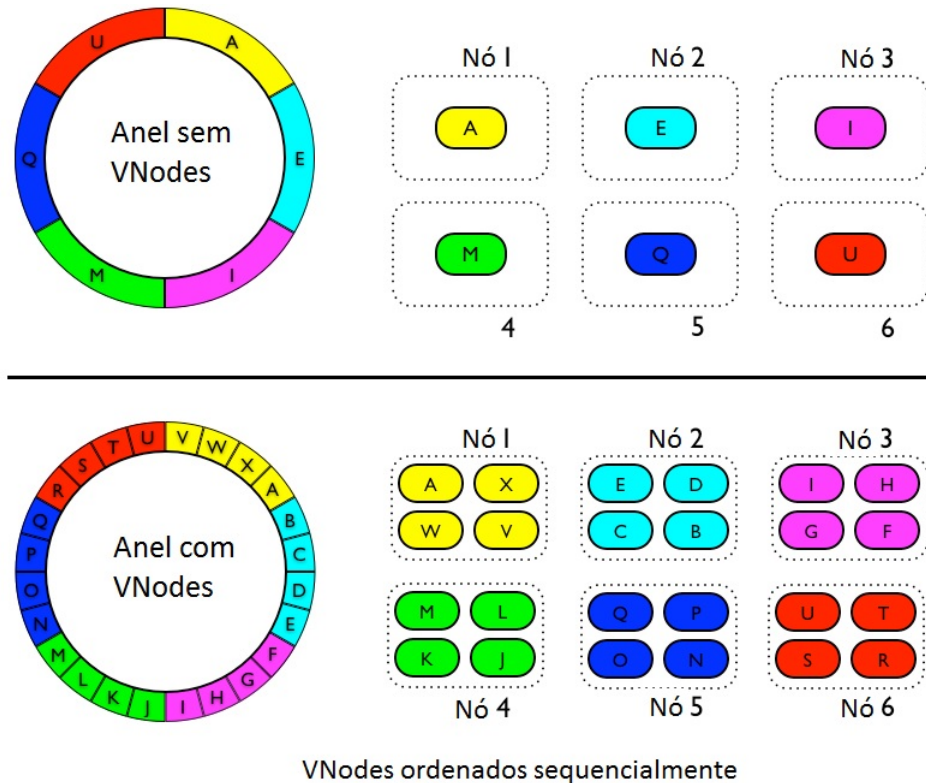 U A
Q E
M I
Anel sem
VNodes
Nó 1 Nó 2 Nó 3
A E I
M Q U
4 5 6
U V W X A B C D E F G H I J K L M N O P Q R S T
Anel com
VNodes
Nó 1 Nó 2 Nó 3
A X E D I H
W V C B G F
M L Q P U T
K J O N S R
Nó 4 Nó 5 Nó 6
VNodes ordenados sequencialmente